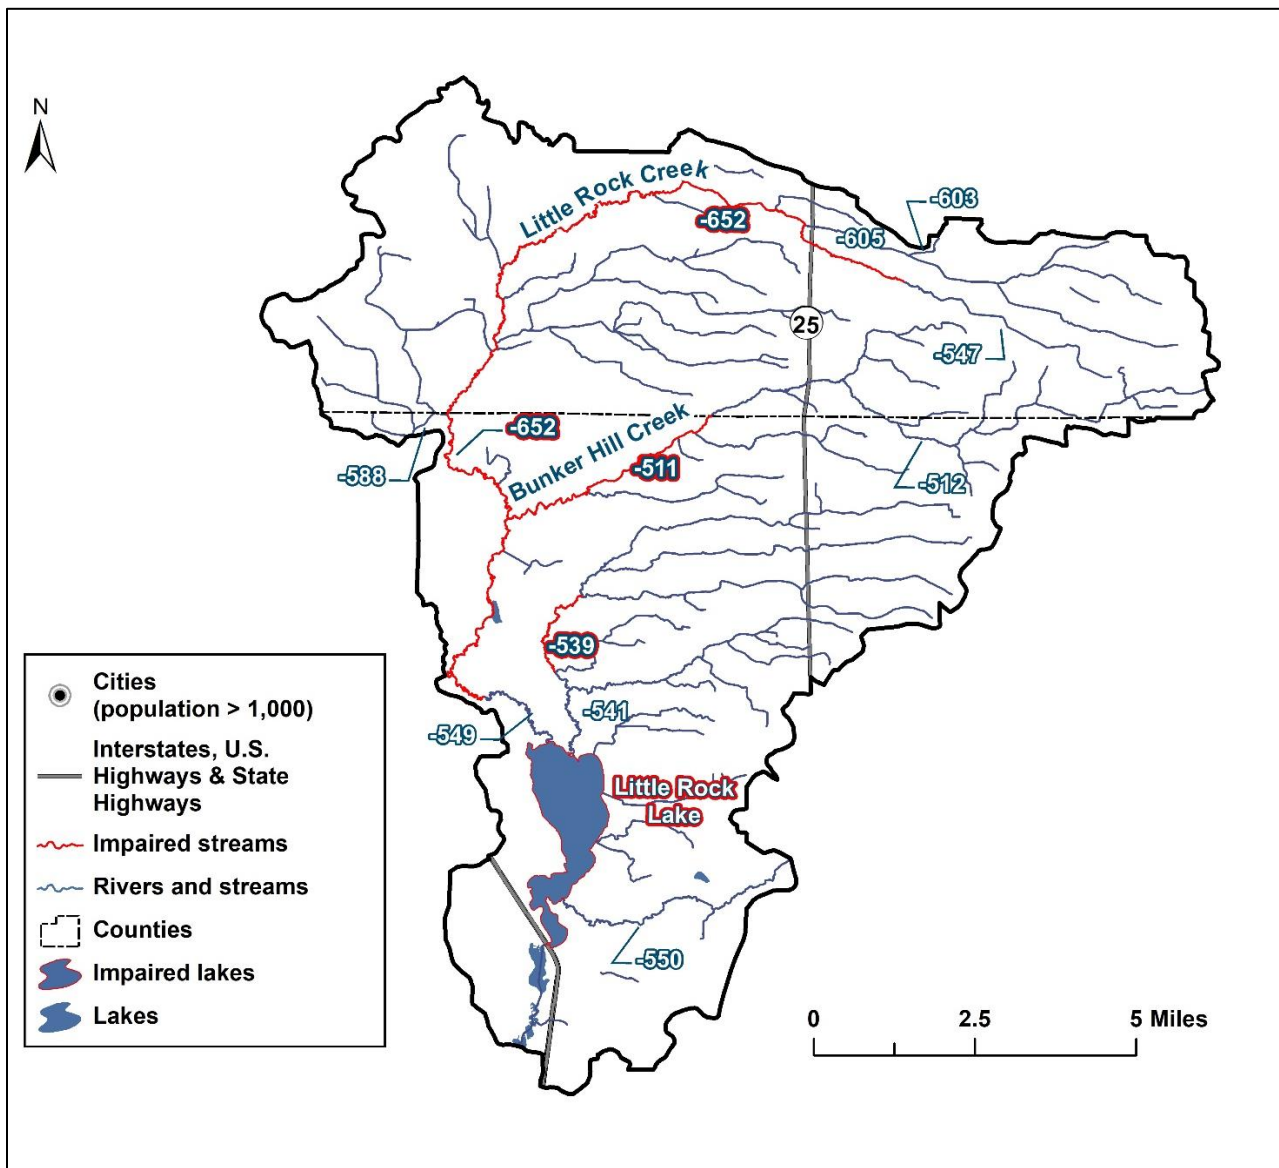 N
Little Rock Creek
-652
-603
-605
25
-547
-652
Bunker Hill Creek
-511
-588
-512
-539
-541
-549
Little Rock
Lake
-550
Cities
(population > 1,000)
Interstates, U.S.
Highways & State
Highways
Impaired streams
Rivers and streams
Counties
Impaired lakes
Lakes
0 2.5 5 Miles